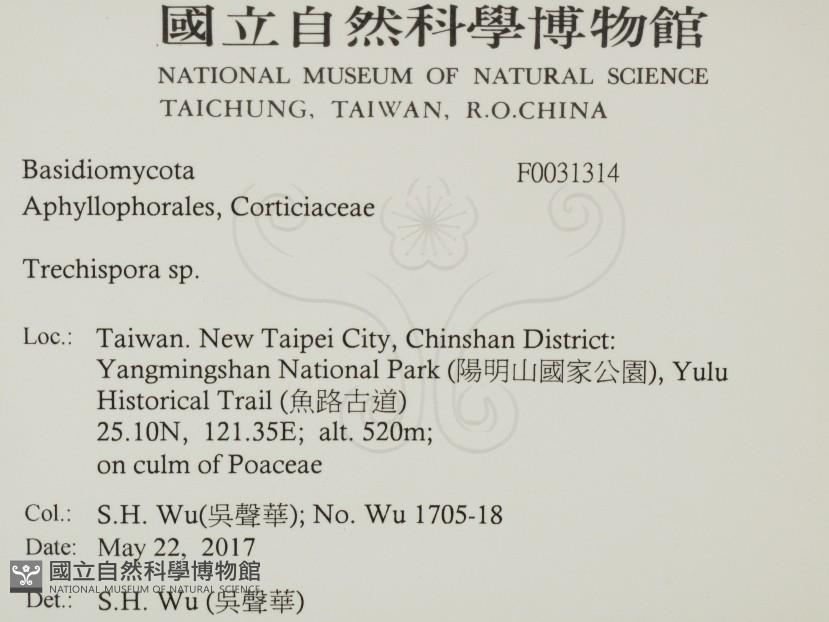 國立自然科學博物館
NATIONAL MUSEUM OF NATURAL SCIENCE
TAICHUNG, TAIWAN, R.O.CHINA
Basidiomycota F0031314
Aphyllophorales, Corticiaceae
Trechispora sp.
Loc.: Taiwan. New Taipei City, Chinshan District:
Yangmingshan National Park (陽明山國家公園), Yulu
Historical Trail (魚路古道)
25.10N, 121.35E; alt. 520m;
on culm of Poaceae
Col.: S.H. Wu(吳聲華); No. Wu 1705-18
Date: May 22, 2017
國立自然科學博物館
NATIONAL MUSEUM OF NATURAL SCIENCE
Det.: S.H. Wu (吳聲華)